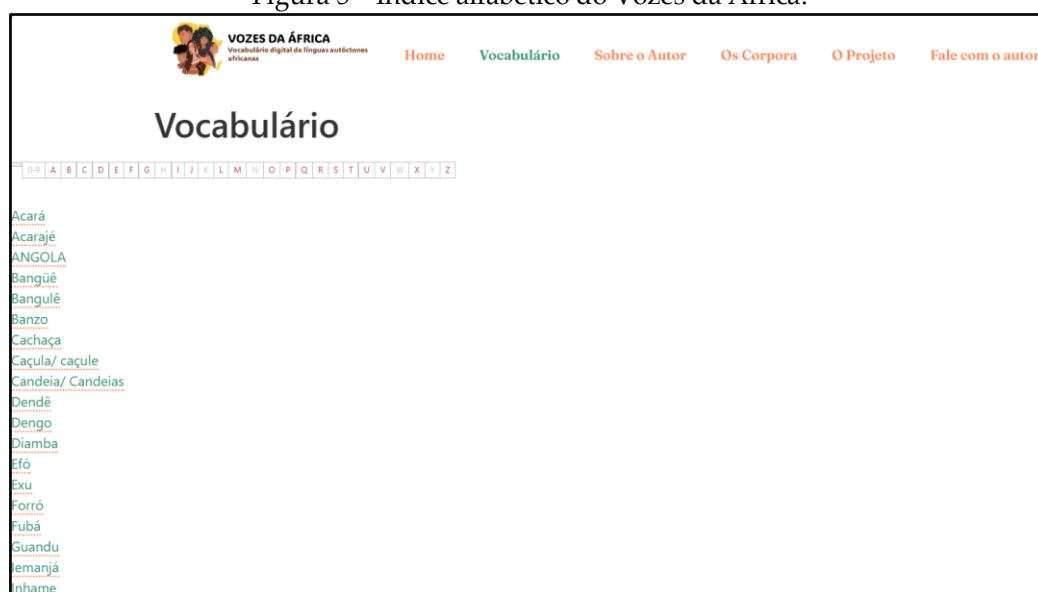 Figura 3 - Índice alfabético do Vozes da África.
VOZES DA ÁFRICA
Vocabulário digital de línguas autóctones
africanas
Home Vocabulário Sobre o Autor Os Corpora O Projeto Fale com o autor
Vocabulário
0-9 A B C D E F G H I J K L M N O P Q R S T U V W X Y Z
Acará
Acarajé
ANGOLA
Bangüê
Bangulê
Banzo
Cachaça
Caçula/ caçule
Candeia/ Candeias
Dendê
Dengo
Diamba
Efó
Exu
Forró
Fubá
Guandu
Iemanjá
Inhame